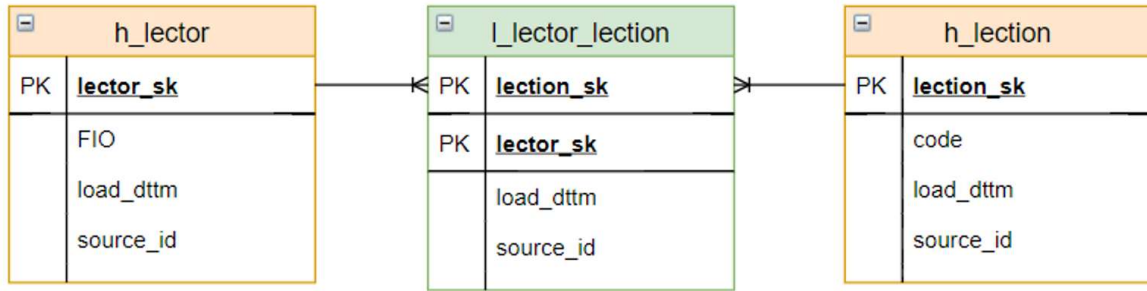 h_lector
PK lector_sk
FIO
load_dttm
source_id
l_lector_lection
PK lection_sk
PK lector_sk
load_dttm
source_id
h_lection
PK lection_sk
code
load_dttm
source_id